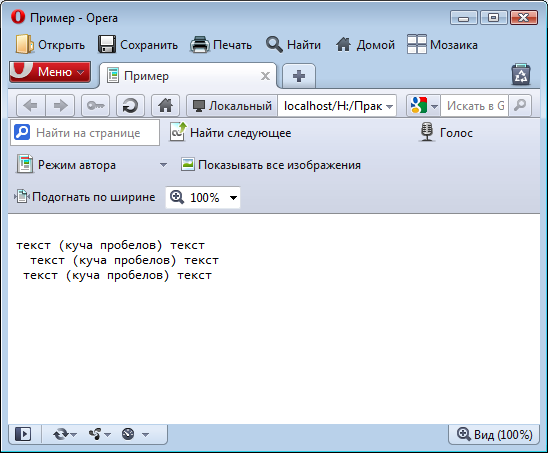 Пример - Opera
Открыть Сохранить Печать Найти Домой Мозаика
Меню Пример
Локальный localhost/H:/Прак Искать в G
Найти на странице Найти следующее Голос
Режим автора Показывать все изображения
Подогнать по ширине 100%
текст (куча пробелов) текст
  текст (куча пробелов) текст
 текст (куча пробелов) текст
Вид (100%)